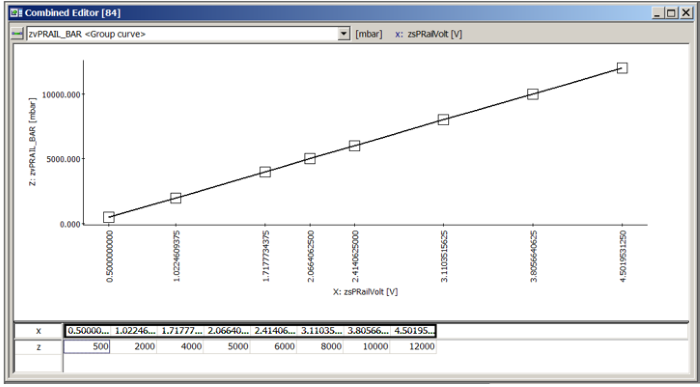 Combined Editor [84]
zvPRAIL_BAR <Group curve> [mbar] x: zsPRailVolt [V]
Z: zvPRAIL_BAR [mbar]
10000.000
5000.000
0.000
0.5000000000
1.0224609375
1.7177734375
2.0664062500
2.4140625000
3.1103515625
3.8056640625
4.5019531250
X: zsPRailVolt [V]
x 0.50000... 1.02246... 1.71777... 2.06640... 2.41406... 3.11035... 3.80566... 4.50195...
z 500 2000 4000 5000 6000 8000 10000 12000